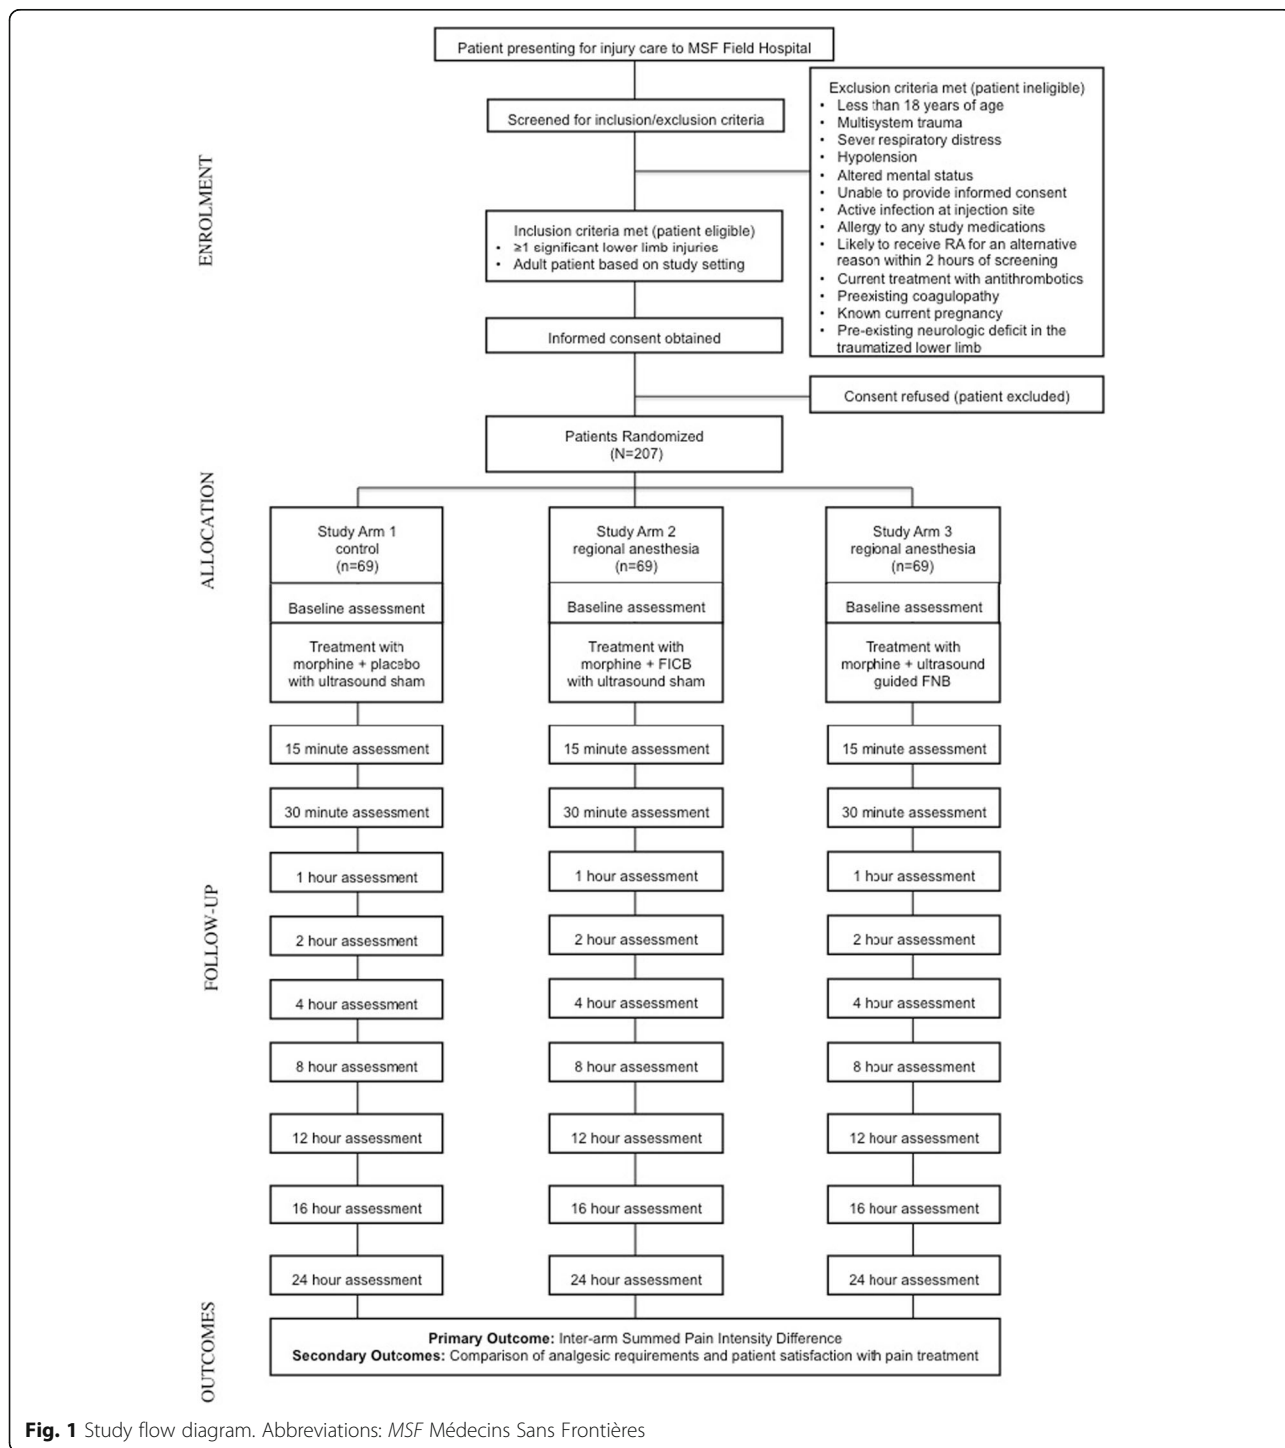 Patient presenting for injury care to MSF Field Hospital
Screened for inclusion/exclusion criteria
Exclusion criteria met (patient ineligible)
• Less than 18 years of age
• Multisystem trauma
• Sever respiratory distress
• Hypotension
• Altered mental status
• Unable to provide informed consent
• Active infection at injection site
• Allergy to any study medications
• Likely to receive RA for an alternative
reason within 2 hours of screening
• Current treatment with antithrombotics
• Preexisting coagulopathy
• Known current pregnancy
• Pre-existing neurologic deficit in the
traumatized lower limb
ENROLMENT
Inclusion criteria met (patient eligible)
• ≥1 significant lower limb injuries
• Adult patient based on study setting
Informed consent obtained
Consent refused (patient excluded)
Patients Randomized
(N=207)
ALLOCATION
Study Arm 1
control
(n=69)
Baseline assessment
Treatment with
morphine + placebo
with ultrasound sham
Study Arm 2
regional anesthesia
(n=69)
Baseline assessment
Treatment with
morphine + FICB
with ultrasound sham
Study Arm 3
regional anesthesia
(n=69)
Baseline assessment
Treatment with
morphine + ultrasound
guided FNB
FOLLOW-UP
15 minute assessment
15 minute assessment
15 minute assessment
30 minute assessment
30 minute assessment
30 minute assessment
1 hour assessment
1 hour assessment
1 hour assessment
2 hour assessment
2 hour assessment
2 hour assessment
4 hour assessment
4 hour assessment
4 hour assessment
8 hour assessment
8 hour assessment
8 hour assessment
12 hour assessment
12 hour assessment
12 hour assessment
16 hour assessment
16 hour assessment
16 hour assessment
24 hour assessment
24 hour assessment
24 hour assessment
OUTCOMES
Primary Outcome: Inter-arm Summed Pain Intensity Difference
Secondary Outcomes: Comparison of analgesic requirements and patient satisfaction with pain treatment
Fig. 1 Study flow diagram. Abbreviations: MSF Médecins Sans Frontières